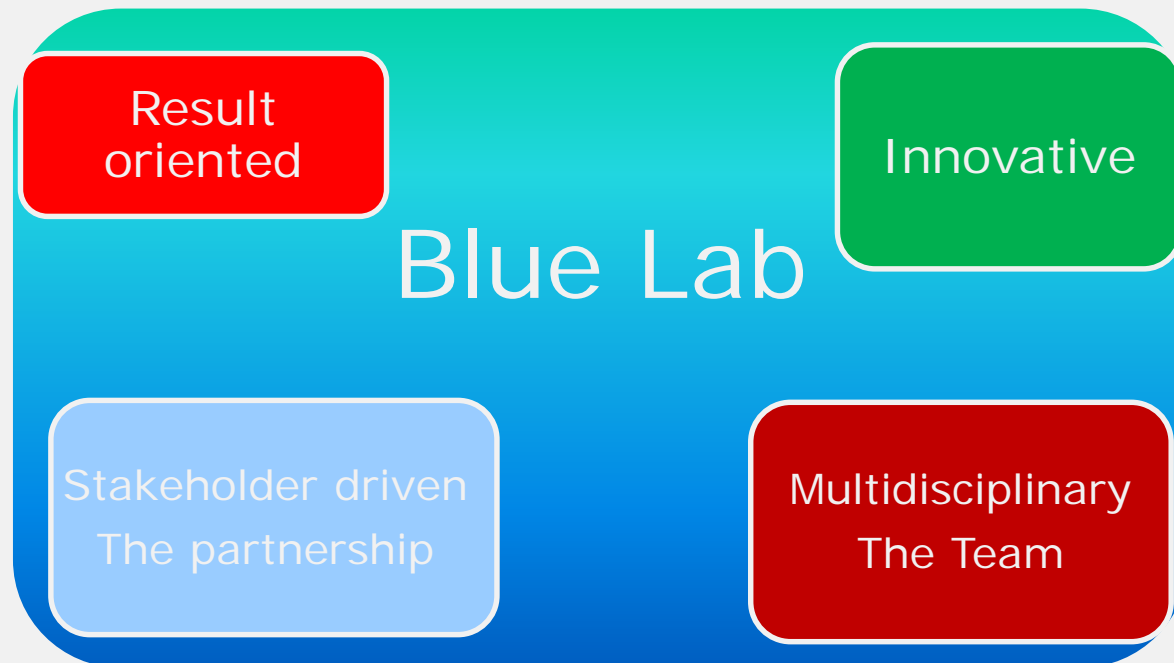 Result
oriented
Innovative
Blue Lab
Stakeholder driven
The partnership
Multidisciplinary
The Team